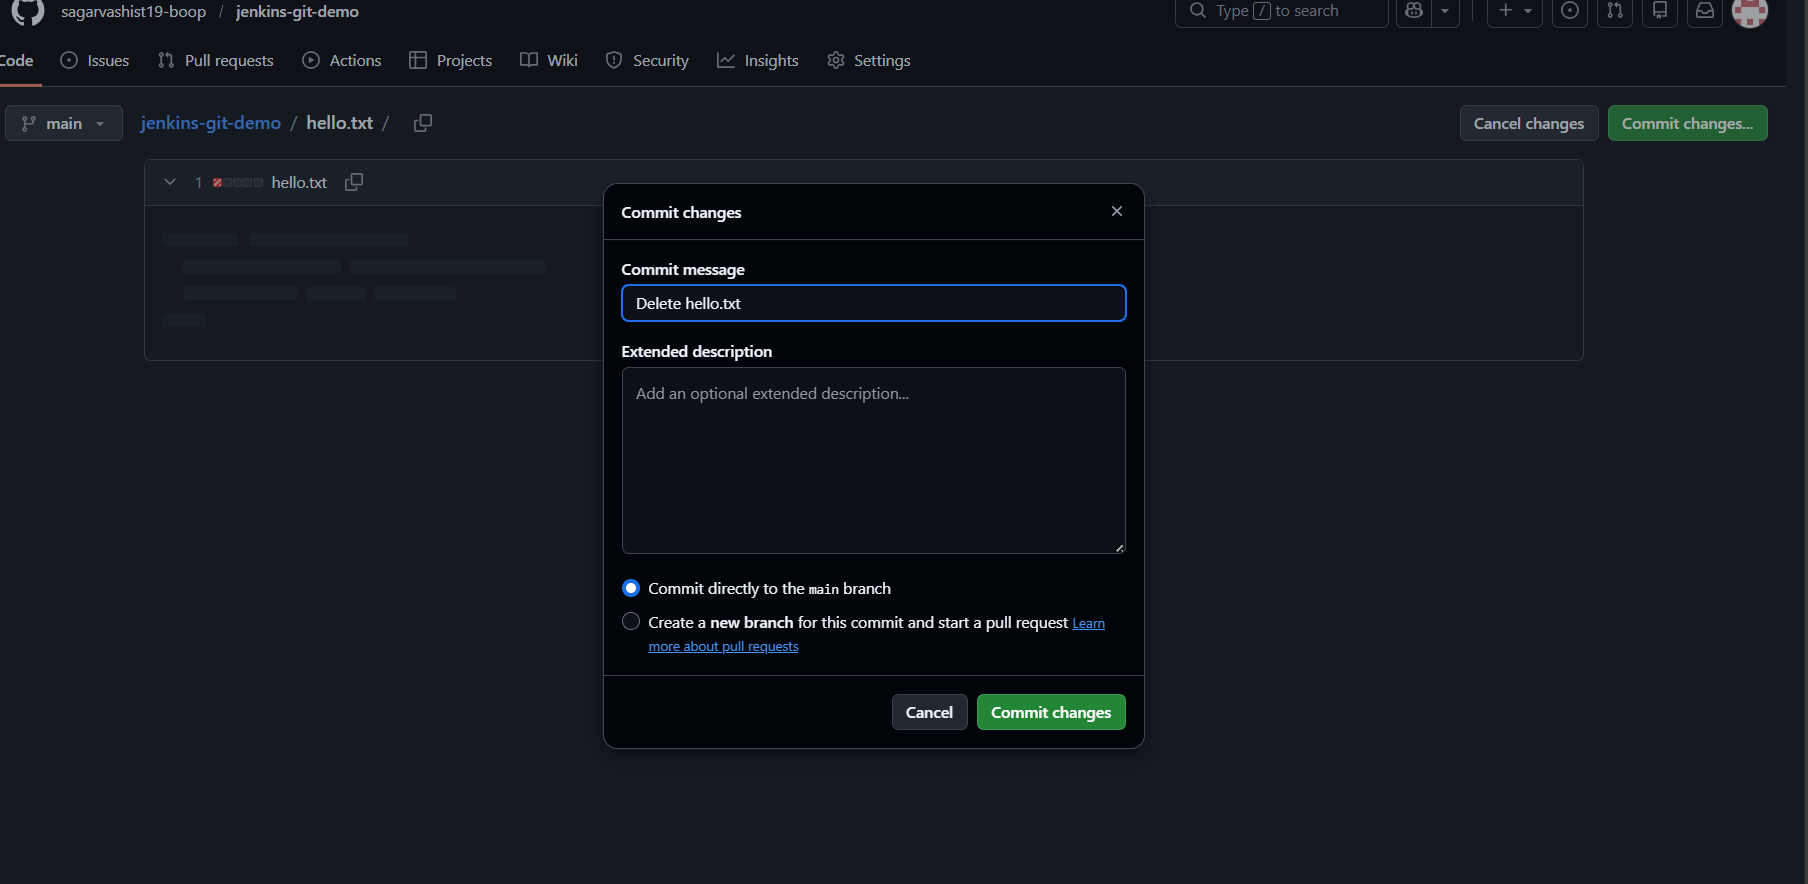 sagarvashist19-boop / jenkins-git-demo
Type / to search
Code Issues Pull requests Actions Projects Wiki Security Insights Settings
main
jenkins-git-demo / hello.txt /
Cancel changes Commit changes...
1 hello.txt
Commit changes
Commit message
Delete hello.txt
Extended description
Add an optional extended description...
Commit directly to the main branch
Create a new branch for this commit and start a pull request Learn
more about pull requests
Cancel Commit changes